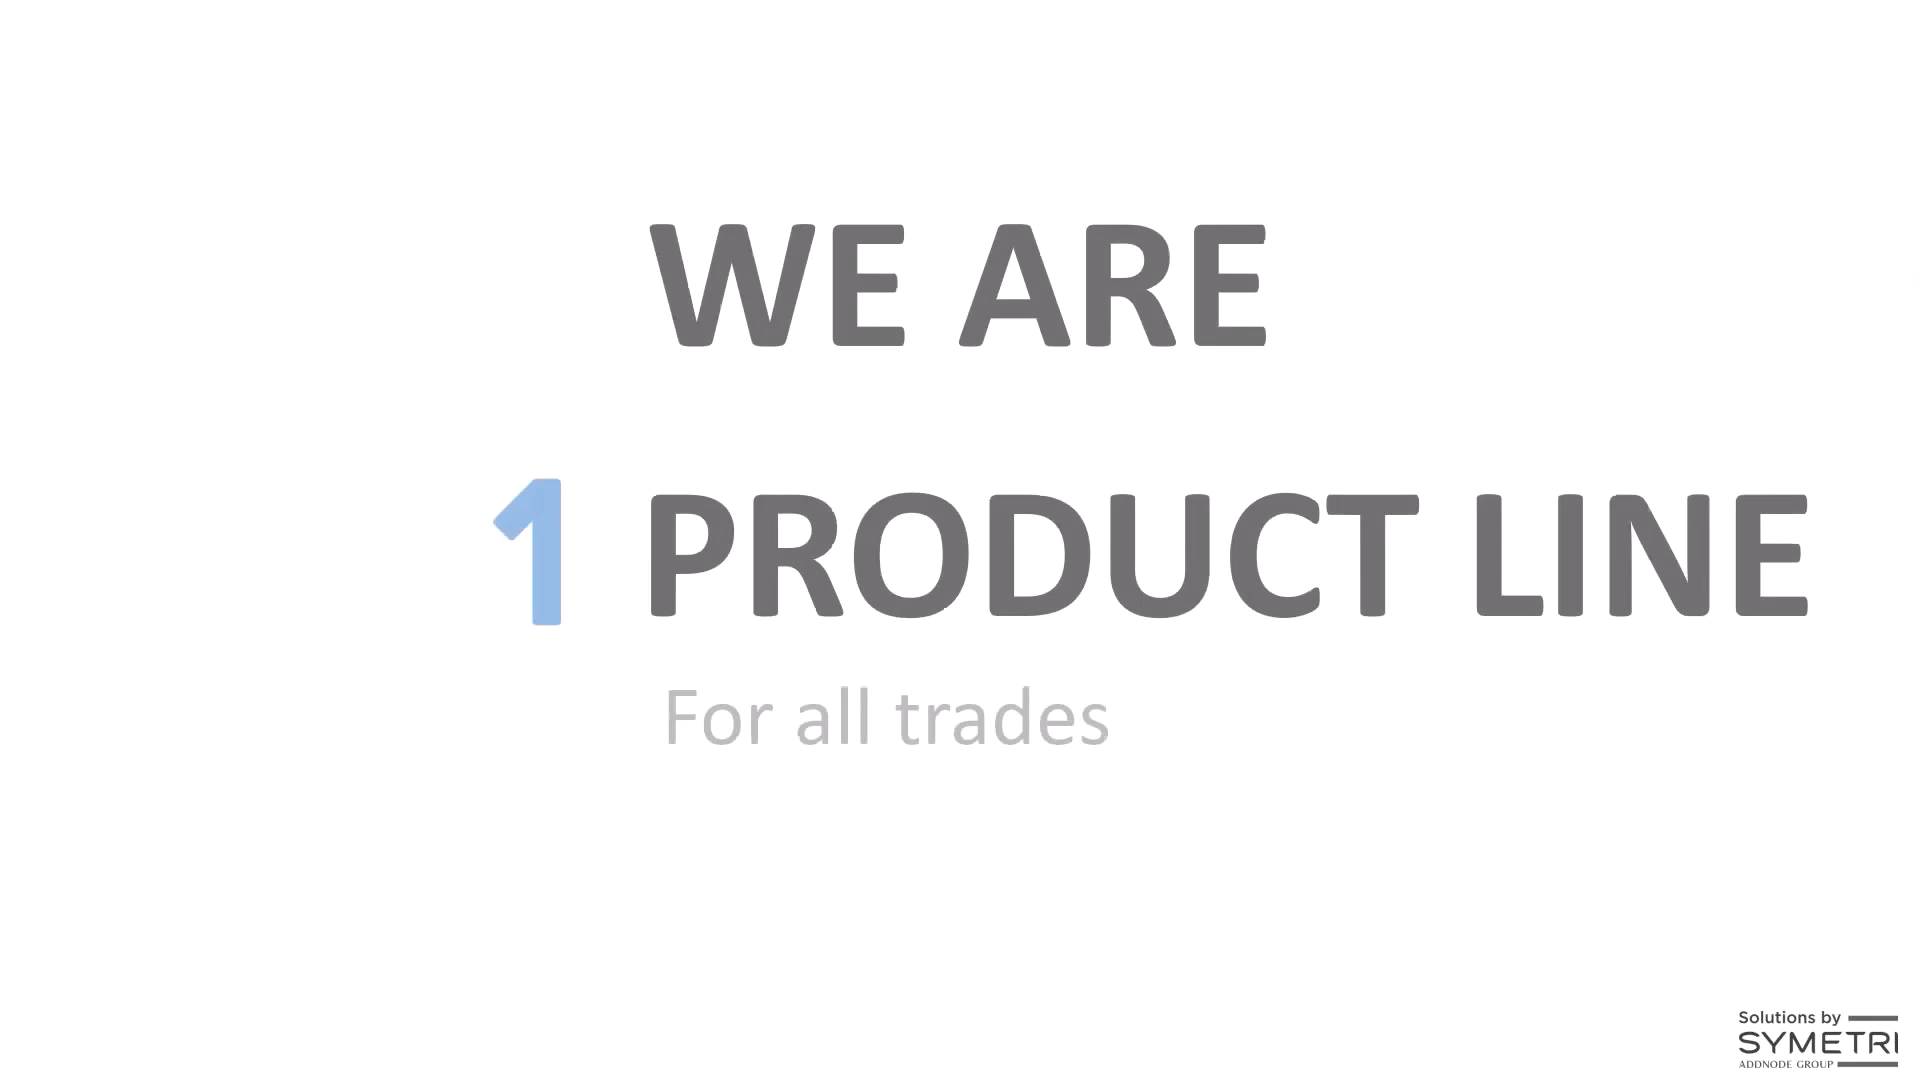 WE ARE
1 PRODUCT LINE
For all trades
Solutions by
SYMETRI
ADDNODE GROUP